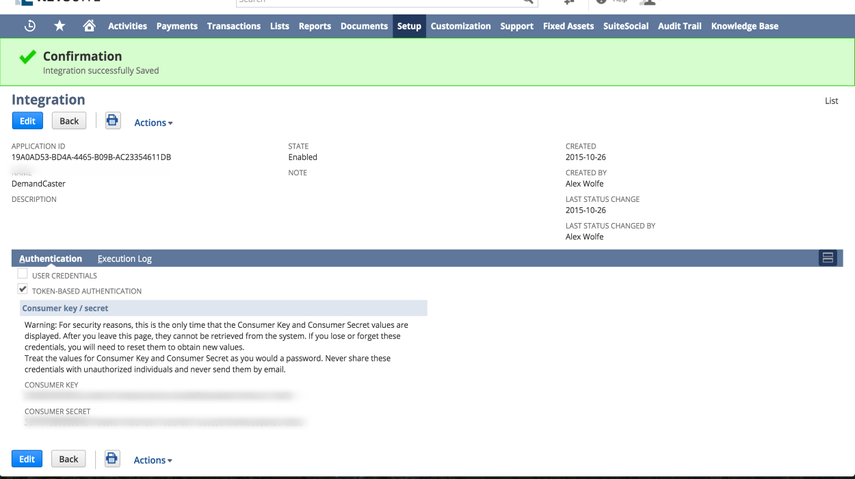 Search
Help
Activities Payments Transactions Lists Reports Documents Setup Customization Support Fixed Assets SuiteSocial Audit Trail Knowledge Base
Confirmation
Integration successfully Saved
Integration
List
Edit Back Actions
APPLICATION ID
19A0AD53-BD4A-4465-B09B-AC23354611DB
NAME
DemandCaster
DESCRIPTION
STATE
Enabled
NOTE
CREATED
2015-10-26
CREATED BY
Alex Wolfe
LAST STATUS CHANGE
2015-10-26
LAST STATUS CHANGED BY
Alex Wolfe
Authentication Execution Log
USER CREDENTIALS
TOKEN-BASED AUTHENTICATION
Consumer key / secret
Warning: For security reasons, this is the only time that the Consumer Key and Consumer Secret values are
displayed. After you leave this page, they cannot be retrieved from the system. If you lose or forget these
credentials, you will need to reset them to obtain new values.
Treat the values for Consumer Key and Consumer Secret as you would a password. Never share these
credentials with unauthorized individuals and never send them by email.
CONSUMER KEY
CONSUMER SECRET
Edit Back Actions